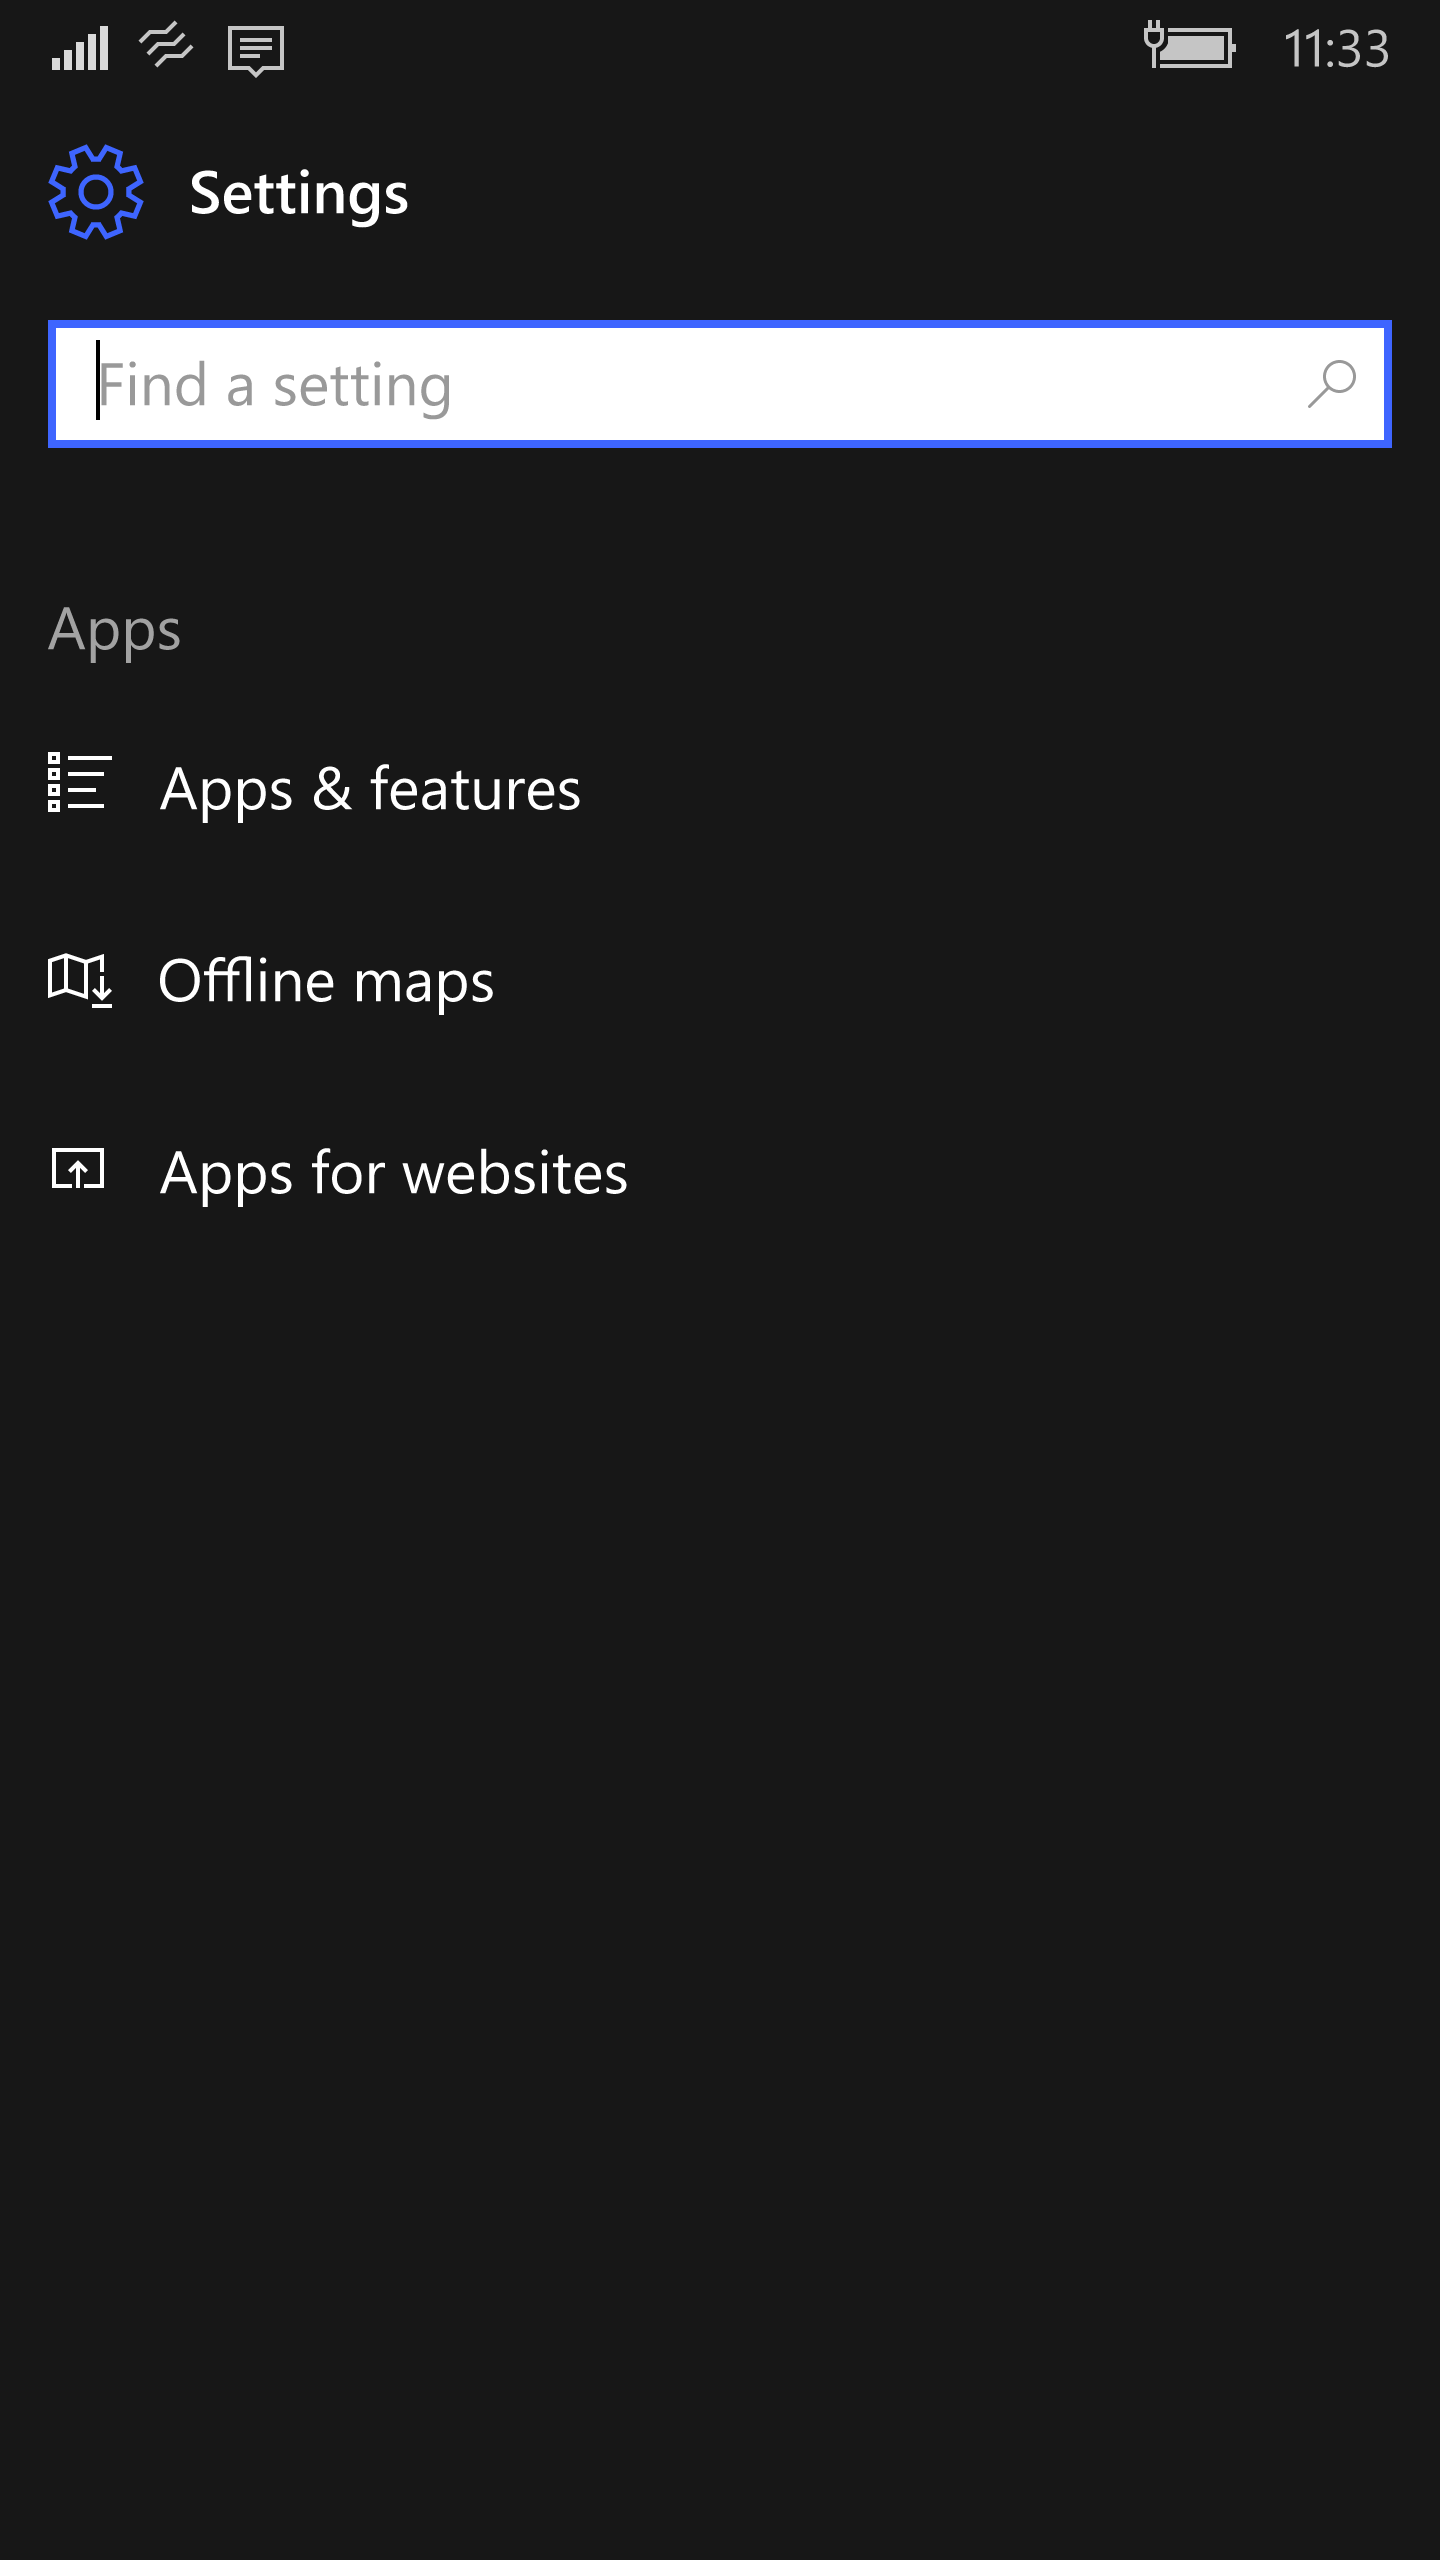 11:33
Settings
Find a setting
Apps
Apps & features
Offline maps
Apps for websites